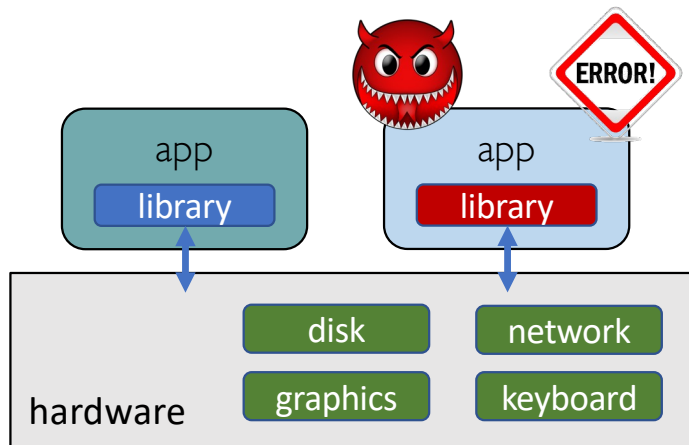 ERROR!
app
app
library
library
disk
network
graphics
keyboard
hardware